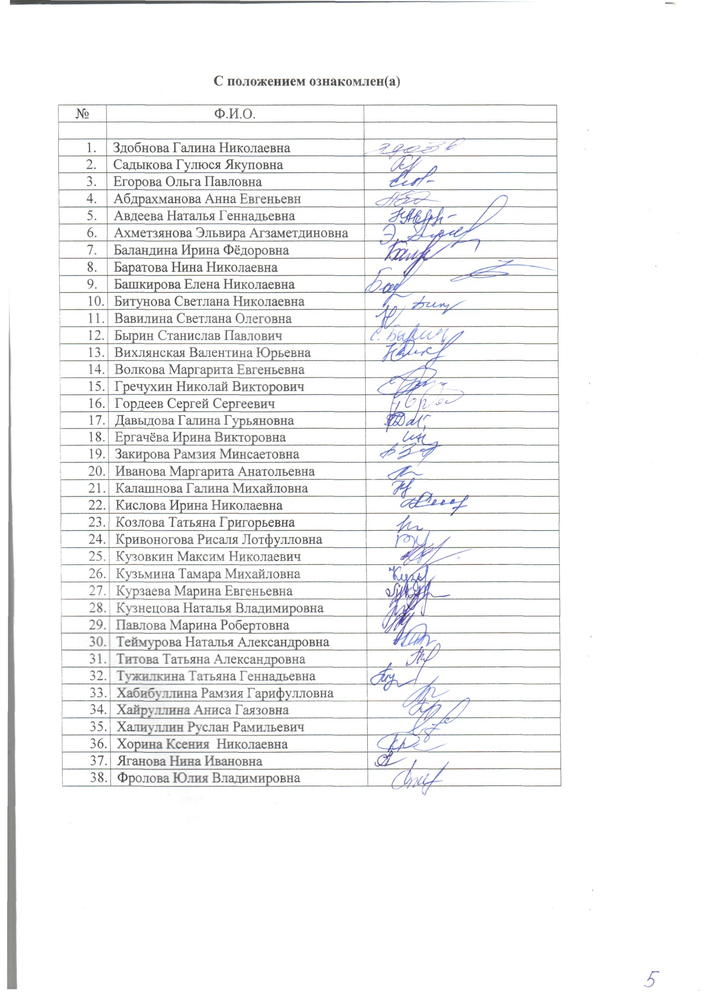 С положением ознакомлен(а)
№ Ф.И.О.
1. Здобнова Галина Николаевна
2. Садыкова Гулюся Якуповна
3. Егорова Ольга Павловна
4. Абдрахманова Анна Евгеньевн
5. Авдеева Наталья Геннадьевна
6. Ахметзянова Эльвира Агзаметдиновна
7. Баландина Ирина Фёдоровна
8. Баратова Нина Николаевна
9. Башкирова Елена Николаевна
10. Битунова Светлана Николаевна
11. Вавилина Светлана Олеговна
12. Бырин Станислав Павлович
13. Вихлянская Валентина Юрьевна
14. Волкова Маргарита Евгеньевна
15. Гречухин Николай Викторович
16. Гордеев Сергей Сергеевич
17. Давыдова Галина Гурьяновна
18. Ергачёва Ирина Викторовна
19. Закирова Рамзия Минсаетовна
20. Иванова Маргарита Анатольевна
21. Калашнова Галина Михайловна
22. Кислова Ирина Николаевна
23. Козлова Татьяна Григорьевна
24. Кривоногова Рисаля Лотфулловна
25. Кузовкин Максим Николаевич
26. Кузьмина Тамара Михайловна
27. Курзаева Марина Евгеньевна
28. Кузнецова Наталья Владимировна
29. Павлова Марина Робертовна
30. Теймурова Наталья Александровна
31. Титова Татьяна Александровна
32. Тужилкина Татьяна Геннадьевна
33. Хабибуллина Рамзия Гарифулловна
34. Хайруллина Аниса Гаязовна
35. Халиуллин Руслан Рамильевич
36. Хорина Ксения Николаевна
37. Яганова Нина Ивановна
38. Фролова Юлия Владимировна
5